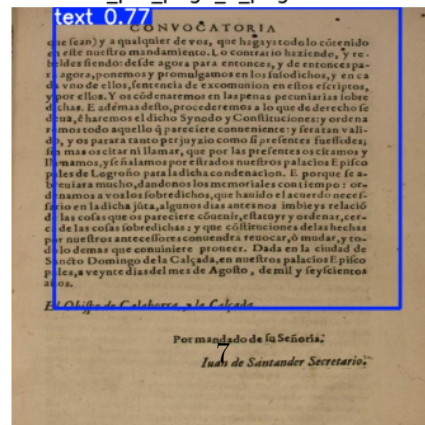 text 0.77
CONVOCATORIA
que sean) y a qualquier de vos, que hagays todo lo cõtenido
en este nuestro mandamiento. Lo contrario haziendo, y re-
beldes siendo: desde agora para entonces, y de entonces pa-
ra agora, ponemos y promulgamos en los susodichos, y en ca
da vno de ellos, sentencia de excomunion en estos escriptos,
y por ellos. Y os cõdenaremos en las penas pecuniarias sobre
dichas. E ademas desto, procederemos a lo que de derecho se
deua, è haremos el dicho Synodo y Constituciones: y ordena
remos todo aquello q̃ pareciere conueniente: y seratan vali-
do, y os parara tanto perjuyzio como si presentes fuessedes;
sin mas os citar ni llamar, que por las presentes os citamos y
llamamos, y señalamos por estrados nuestros palacios Episco
pales de Logroño para la dicha condenacion. E porque se a-
breuiara mucho, dandonos los memoriales con tiempo: or-
denamos a vos los sobredichos, que hauido el acuerdo neces-
sario en la dicha jũta, algunos dias antes nos imbieys relaciõ
de las cosas que os pareciere cõuenir, estatuyr y ordenar, cer-
ca de las cosas sobredichas: y que cõstituciones de las hechas
por nuestros antecessores conuendra reuocar, ò mudar, y to-
do lo demas que conuiniere proueer. Dada en la ciudad de
Sancto Domingo de la Calçada, en nuestros palacios Episco
pales, a veynte dias del mes de Agosto, de mil y seyscientos
años.
El Obispo de Calahorra, y la Calçada
Por mandado de su Señoria.
7
Iuan de Santander Secretario.